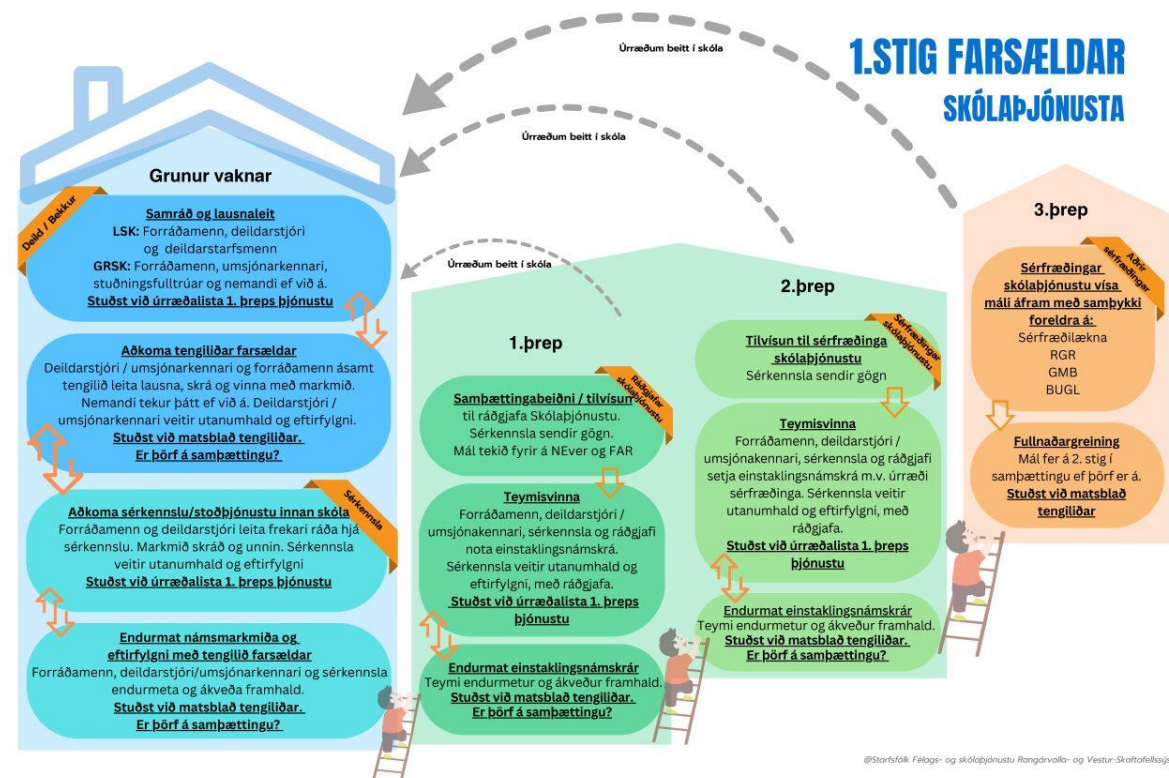 1.STIG FARSÆLDAR
SKÓLAÞJÓNUSTA
Úrræðum beitt í skóla
Úrræðum beitt í skóla
Úrræðum beitt í skóla
Grunur vaknar
Deild / Bekkur
Samráð og lausnaleit
LSK: Forráðamenn, deildarstjóri
og deildarstarfsmenn
GRSK: Forráðamenn, umsjónarkennari,
stuðningsfulltrúar og nemandi ef við á.
Stuðst við úrræðalista 1. þreps þjónustu
Aðkoma tengiliðar farsældar
Deildarstjóri / umsjónarkennari og forráðamenn ásamt
tengilið leita lausna, skrá og vinna með markmið.
Nemandi tekur þátt ef við á. Deildarstjóri /
umsjónarkennari veitir utanumhald og eftirfylgni.
Stuðst við matsblað tengiliðar.
Er þörf á samþættingu?
Sérkennsla
Aðkoma sérkennslu/stoðþjónustu innan skóla
Forráðamenn og deildarstjóri leita frekari ráða hjá
sérkennslu. Markmið skráð og unnin. Sérkennsla
veitir utanumhald og eftirfylgni
Stuðst við úrræðalista 1. þreps þjónustu
Endurmat námsmarkmiða og
eftirfylgni með tengilið farsældar
Forráðamenn, deildarstjóri/umsjónarkennari og sérkennsla
endurmeta og ákveða framhald.
Stuðst við matsblað tengiliðar.
Er þörf á samþættingu?
1.þrep
Ráðgjafar
skólaþjónustu
Samþættingabeiðni / tilvísun
til ráðgjafa Skólaþjónustu.
Sérkennsla sendir gögn.
Mál tekið fyrir á NEver og FAR
Teymisvinna
Forráðamenn, deildarstjóri /
umsjónakennari, sérkennsla og ráðgjafi
nota einstaklingsnámskrá.
Sérkennsla veitir utanumhald og
eftirfylgni, með ráðgjafa.
Stuðst við úrræðalista 1. þreps
þjónustu
Endurmat einstaklingsnámskrár
Teymi endurmetur og ákveður framhald.
Stuðst við matsblað tengiliðar.
Er þörf á samþættingu?
2.þrep
Sérfræðingar
skólaþjónustu
Tilvísun til sérfræðinga
skólaþjónustu
Sérkennsla sendir gögn
Teymisvinna
Forráðamenn, deildarstjóri /
umsjónakennari, sérkennsla og ráðgjafi
setja einstaklingsnámskrá m.v. úrræði
sérfræðinga. Sérkennsla veitir
utanumhald og eftirfylgni, með
ráðgjafa.
Stuðst við úrræðalista 1. þreps
þjónustu
Endurmat einstaklingsnámskrár
Teymi endurmetur og ákveður framhald.
Stuðst við matsblað tengiliðar.
Er þörf á samþættingu?
3.þrep
Aðrir
sérfræðingar
Sérfræðingar
skólaþjónustu vísa
máli áfram með samþykki
foreldra á:
Sérfræðilækna
RGR
GMB
BUGL
Fullnaðargreining
Mál fer á 2. stig í
samþættingu ef þörf er á.
Stuðst við matsblað
tengiliðar
@Starfsfólk Félags- og skólaþjónustu Rangárvalla- og Vestur-Skaftafellssýs